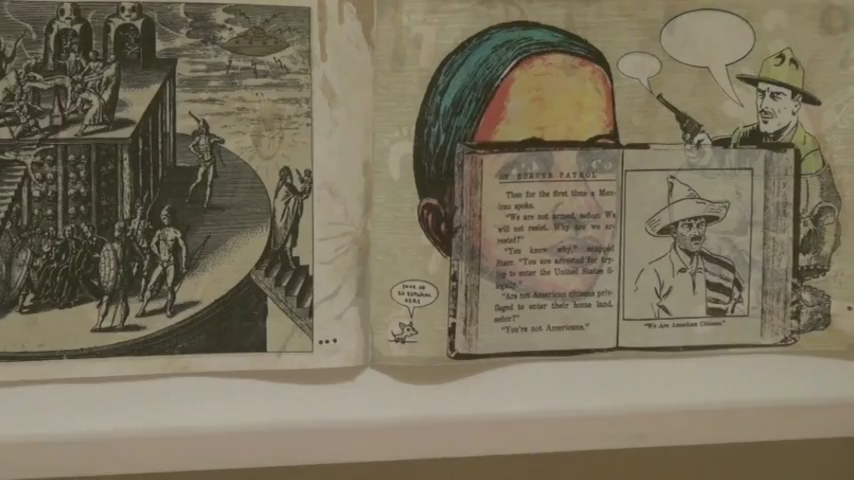 PATROL
Then for the first time a Mex-
ican spoke.
"We are not armed, señor. We
will not resist. Why are we ar-
rested?"
"You know why," snapped
Starr. "You are arrested for try-
ing to enter the United States il-
legally."
"Are not American citizens priv-
ileged to enter their home land,
señor?"
"You're not Americans."
"We Are American Citizens."